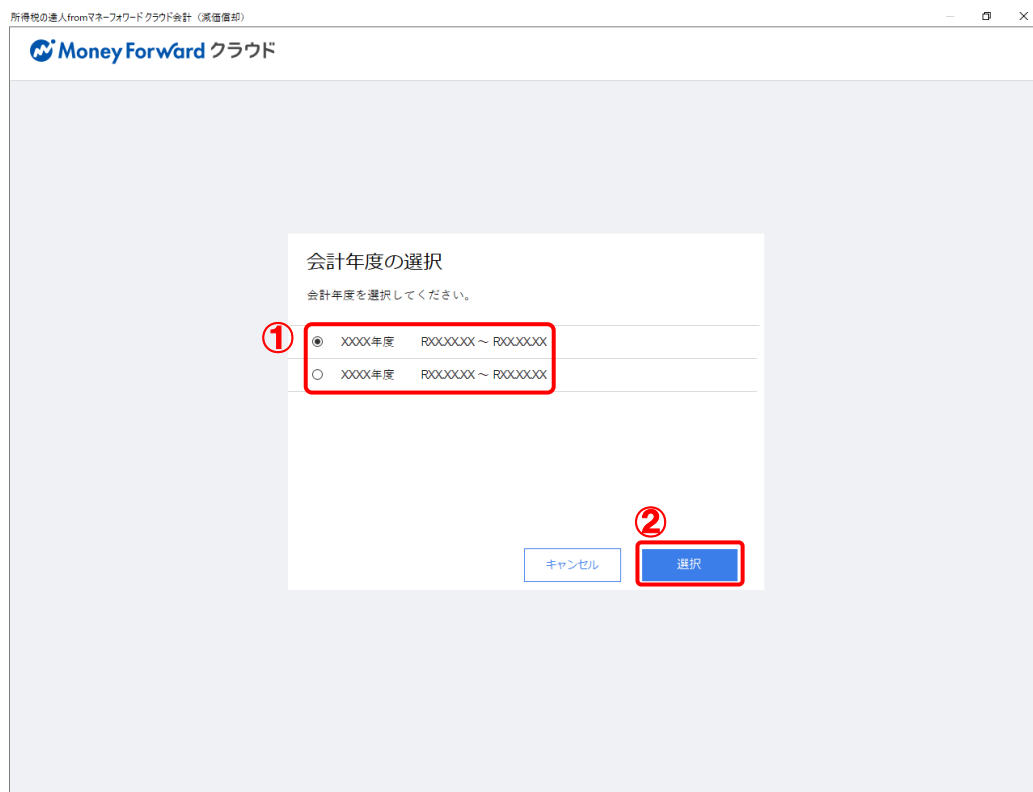 所得税の達人fromマネーフォワードクラウド会計（減価償却）
Money Forward クラウド
会計年度の選択
会計年度を選択してください。
①
XXXX年度 RXX.XX.XX ～ RXX.XX.XX
XXXX年度 RXX.XX.XX ～ RXX.XX.XX
②
キャンセル 選択